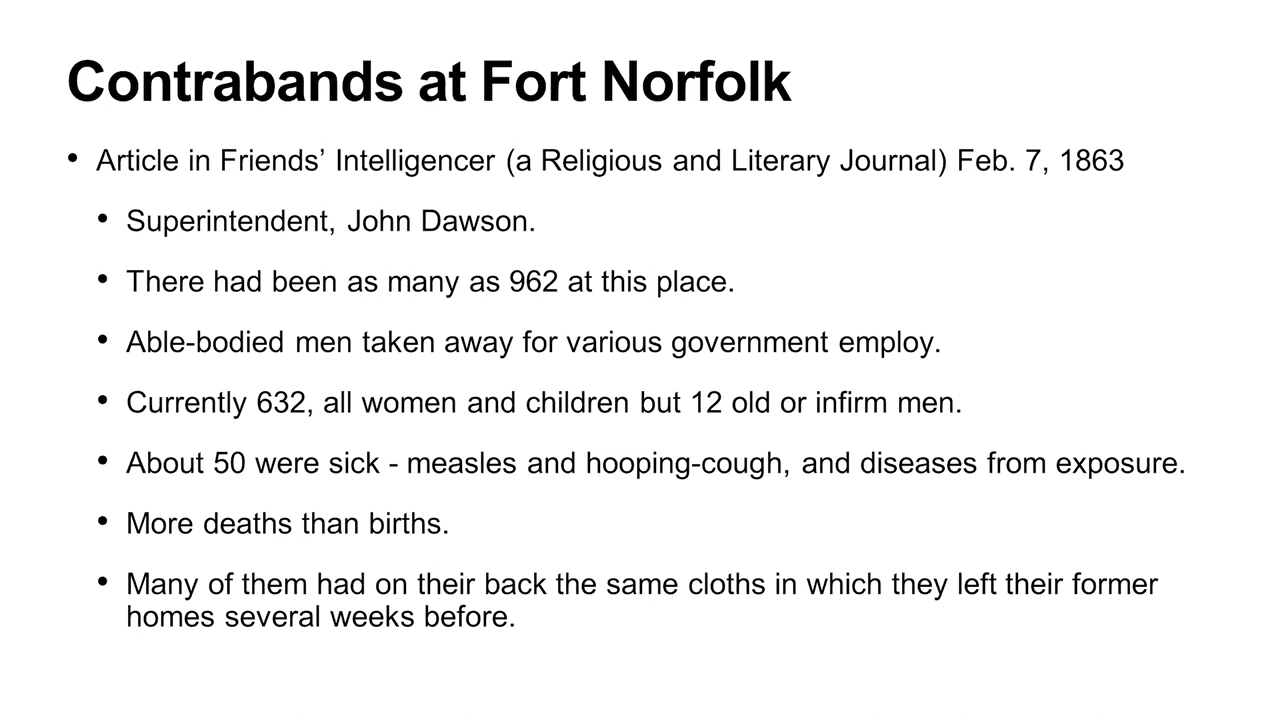 Contrabands at Fort Norfolk
• Article in Friends’ Intelligencer (a Religious and Literary Journal) Feb. 7, 1863
• Superintendent, John Dawson.
• There had been as many as 962 at this place.
• Able-bodied men taken away for various government employ.
• Currently 632, all women and children but 12 old or infirm men.
• About 50 were sick - measles and hooping-cough, and diseases from exposure.
• More deaths than births.
• Many of them had on their back the same cloths in which they left their former
homes several weeks before.